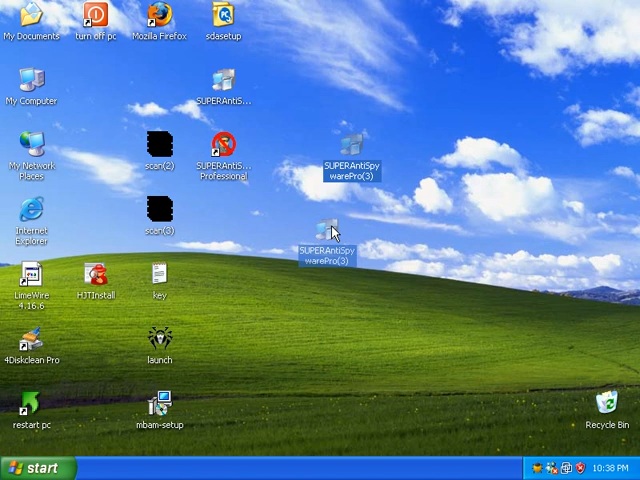 My Documents
turn off pc
Mozilla Firefox
sdasetup
My Computer
SUPERAntiS...
My Network
Places
scan(2)
SUPERAntiS...
Professional
SUPERAntiSpy
warePro(3)
Internet
Explorer
scan(3)
SUPERAntiSpy
warePro(3)
LimeWire
4.16.6
HJTInstall
key
4Diskclean Pro
launch
restart pc
mbam-setup
Recycle Bin
start
10:38 PM